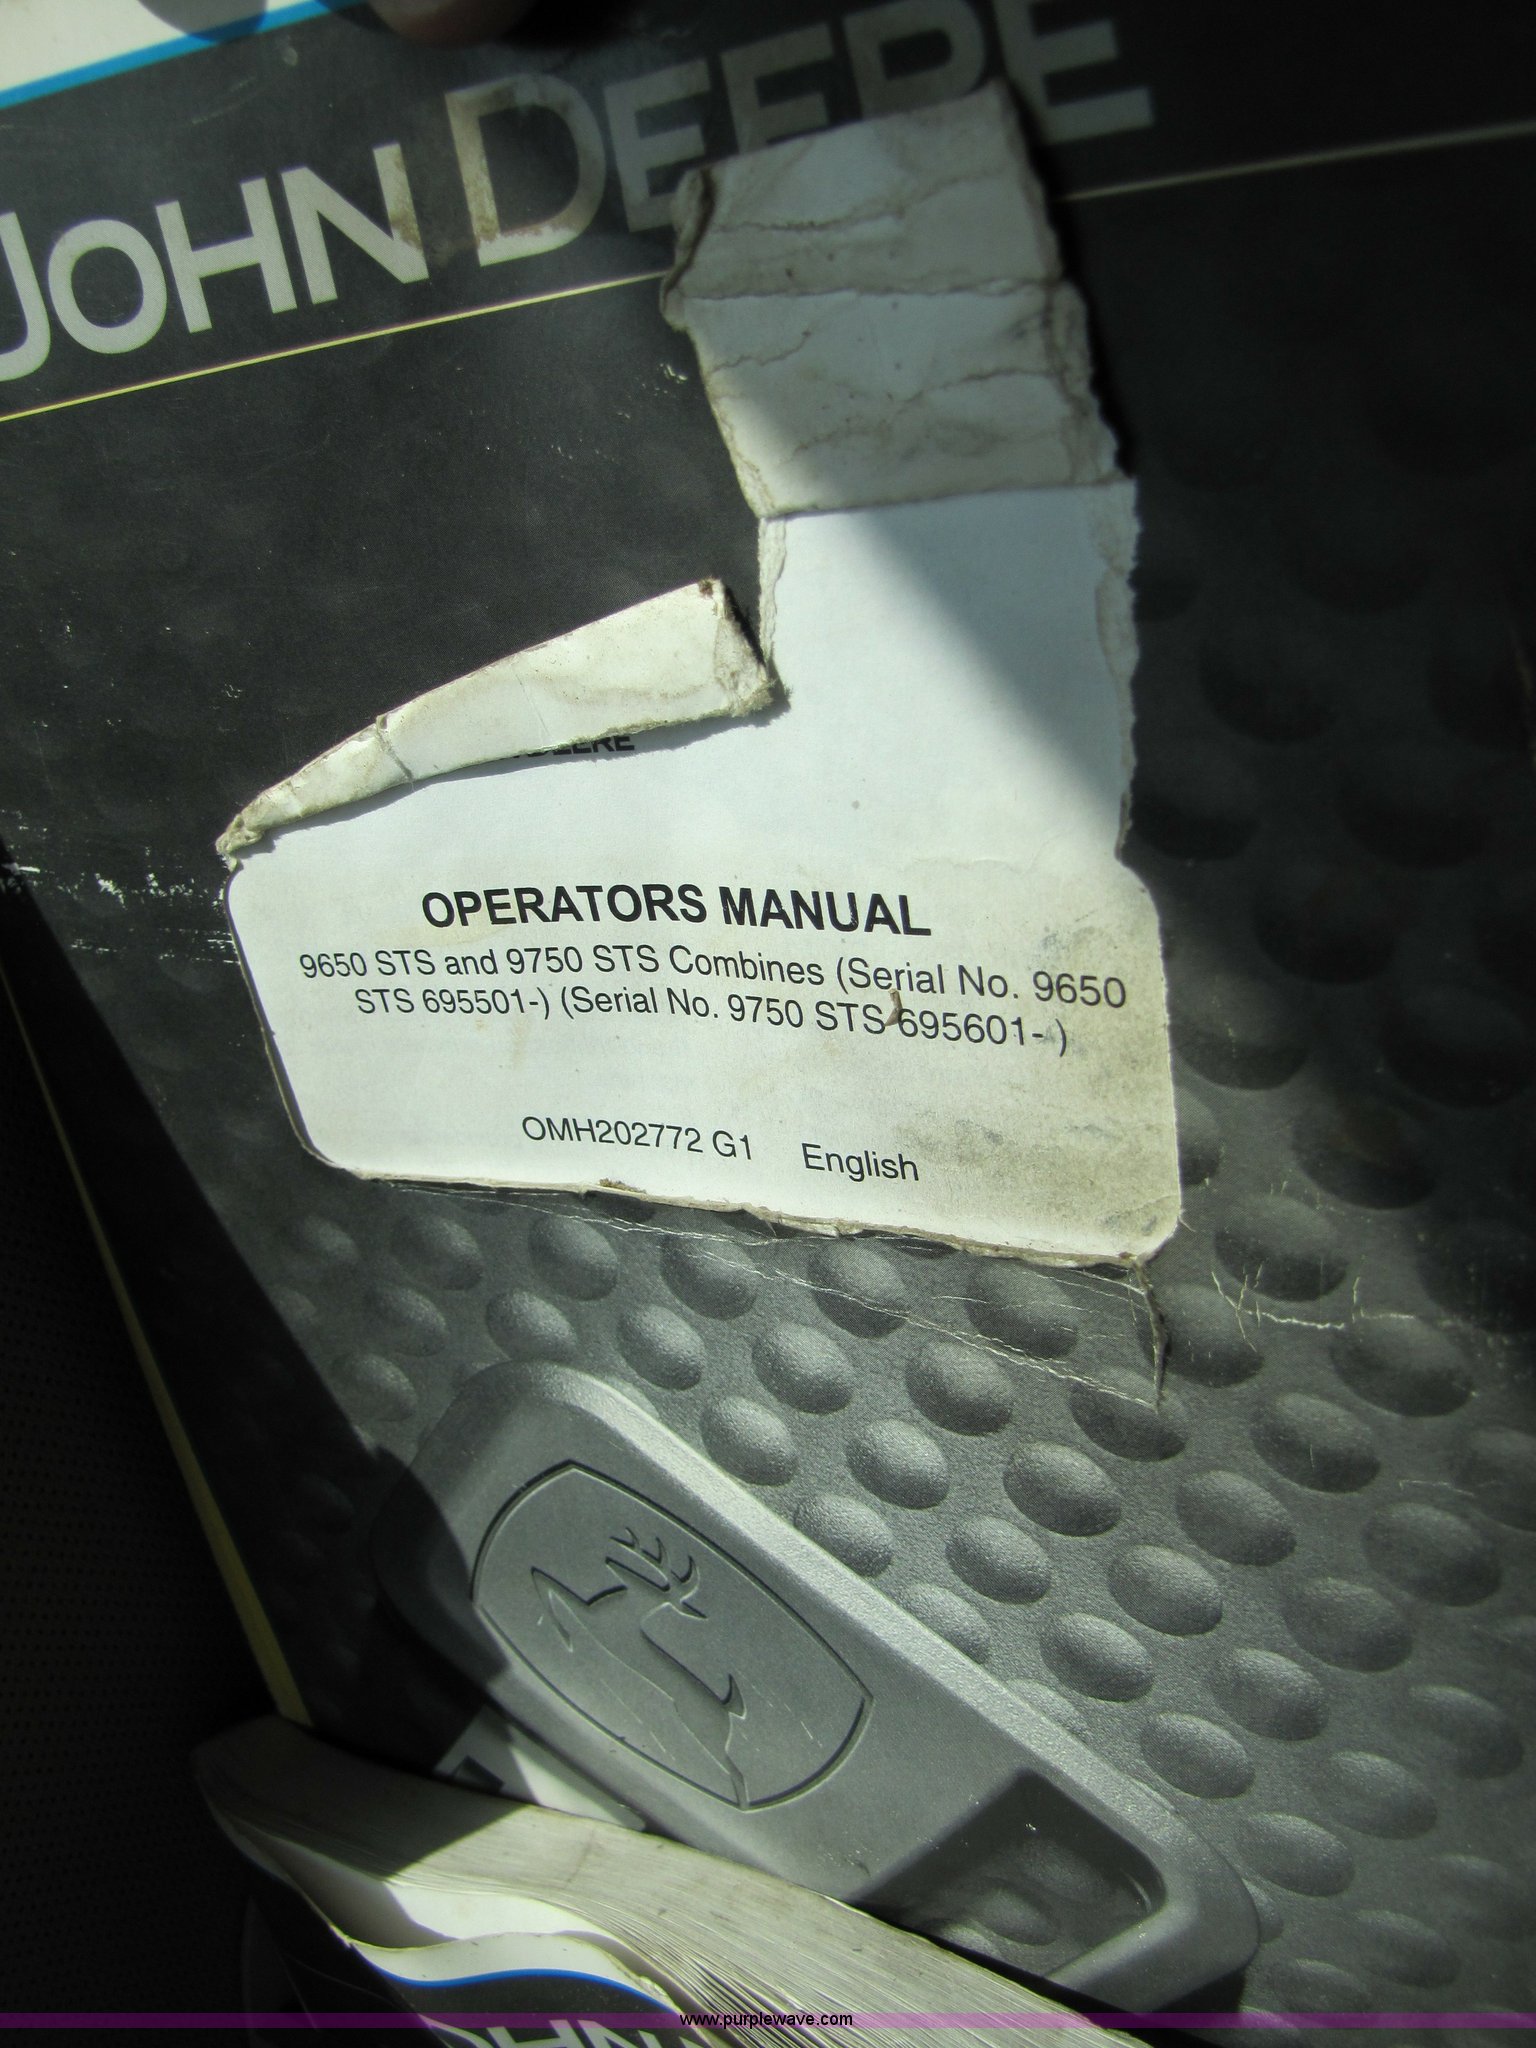 JOHN DEERE
DEERE
OPERATORS MANUAL
9650 STS and 9750 STS Combines (Serial No. 9650
STS 695501-) (Serial No. 9750 STS 695601- )
OMH202772 G1 English
www.purplewave.com